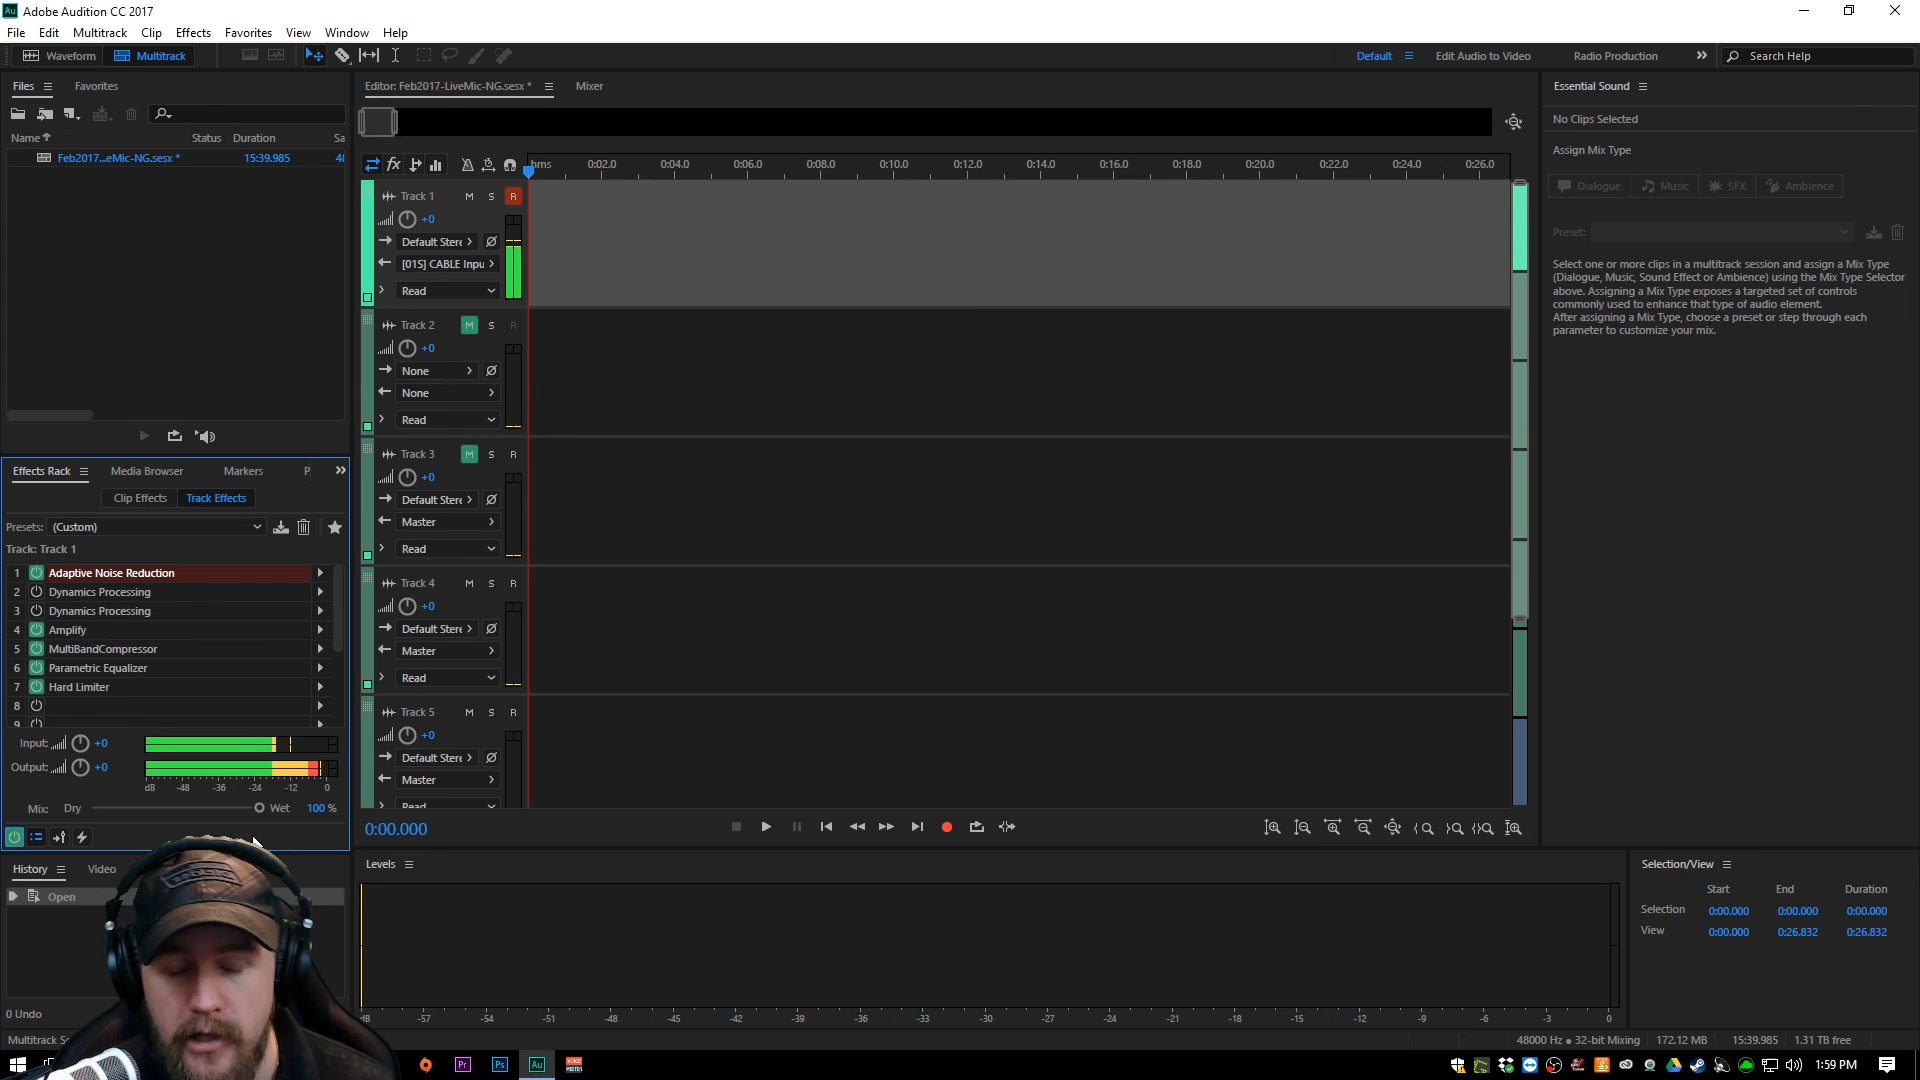 Au Adobe Audition CC 2017
File Edit Multitrack Clip Effects Favorites View Window Help
Waveform Multitrack Default Edit Audio to Video Radio Production Search Help
Files Favorites
Name Status Duration Sa
Feb2017...eMic-NG.sesx * 15:39.985 48
Effects Rack Media Browser Markers P
Clip Effects Track Effects
Presets: (Custom)
Track: Track 1
1 Adaptive Noise Reduction
2 Dynamics Processing
3 Dynamics Processing
4 Amplify
5 MultiBandCompressor
6 Parametric Equalizer
7 Hard Limiter
8
9
Input: +0
Output: +0
dB -48 -36 -24 -12 0
Mix: Dry Wet 100 %
History Video
Open
0 Undo
Multitrack Se
Editor: Feb2017-LiveMic-NG.sesx * Mixer
fx hms 0:02.0 0:04.0 0:06.0 0:08.0 0:10.0 0:12.0 0:14.0 0:16.0 0:18.0 0:20.0 0:22.0 0:24.0 0:26.0
Track 1 M S R
+0
Default Stere
[01S] CABLE Inpu
Read
Track 2 M S R
+0
None
None
Read
Track 3 M S R
+0
Default Stere
Master
Read
Track 4 M S R
+0
Default Stere
Master
Read
Track 5 M S R
+0
Default Stere
Master
Read
0:00.000
Levels
dB -57 -54 -51 -48 -45 -42 -39 -36 -33 -30 -27 -24 -21 -18 -15 -12 -9 -6 -3 0
Essential Sound
No Clips Selected
Assign Mix Type
Dialogue Music SFX Ambience
Preset:
Select one or more clips in a multitrack session and assign a Mix Type
(Dialogue, Music, Sound Effect or Ambience) using the Mix Type Selector
above. Assigning a Mix Type exposes a targeted set of controls
commonly used to enhance that type of audio element.
After assigning a Mix Type, choose a preset or step through each
parameter to customize your mix.
Selection/View
Start End Duration
Selection 0:00.000 0:00.000 0:00.000
View 0:00.000 0:26.832 0:26.832
48000 Hz ● 32-bit Mixing 172.12 MB 15:39.985 1.31 TB free
Pr Ps Au
1:59 PM